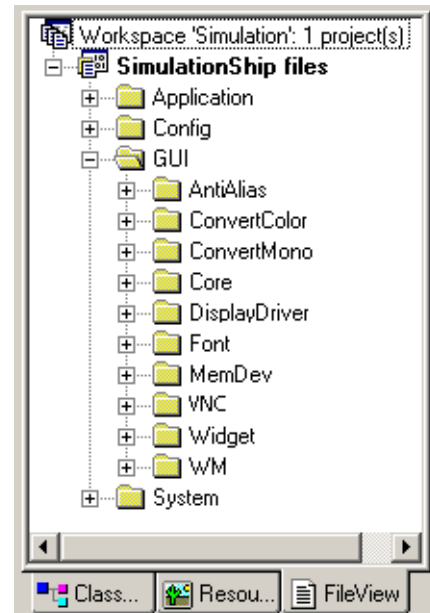 Workspace 'Simulation': 1 project(s)
SimulationShip files
Application
Config
GUI
AntiAlias
ConvertColor
ConvertMono
Core
DisplayDriver
Font
MemDev
VNC
Widget
WM
System
Class... Resou... FileView